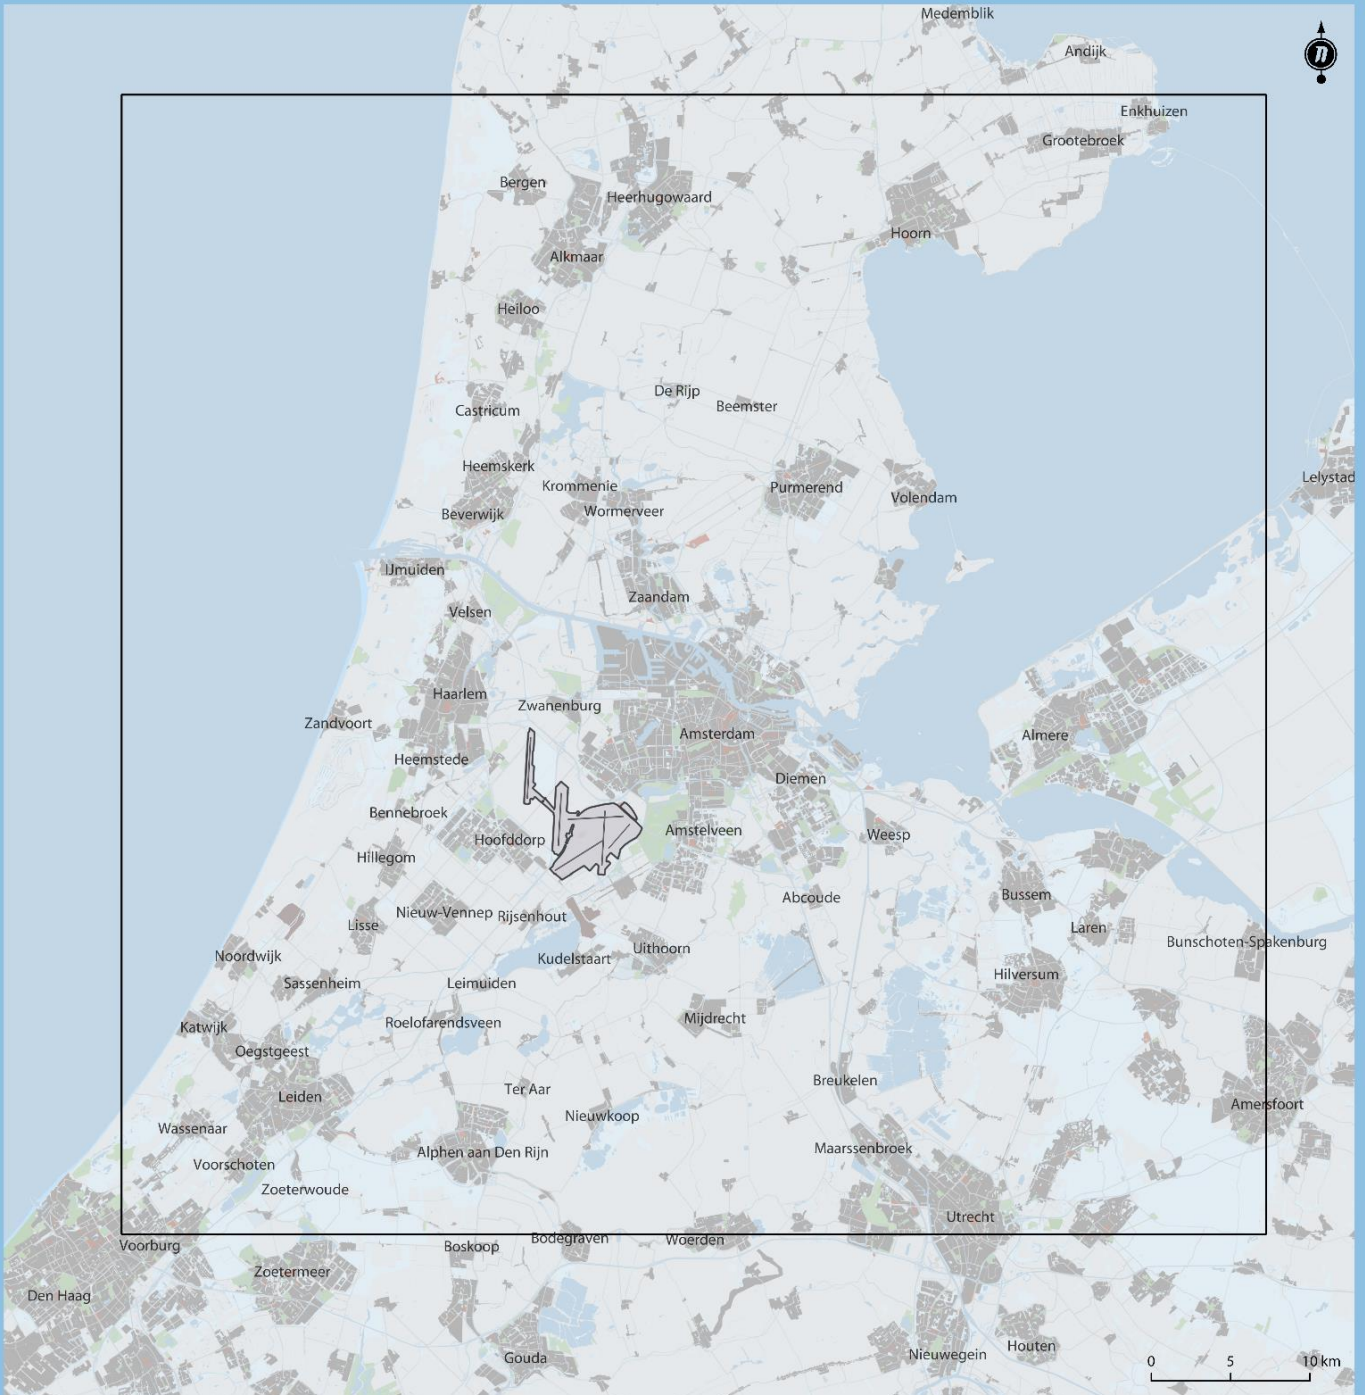 Medemblik
Andijk
n
Enkhuizen
Grootebroek
Bergen
Heerhugowaard
Hoorn
Alkmaar
Heiloo
De Rijp
Beemster
Castricum
Heemskerk
Lelystad
Krommenie
Purmerend
Volendam
Wormerveer
Beverwijk
IJmuiden
Zaandam
Velsen
Haarlem
Zwanenburg
Zandvoort
Amsterdam
Almere
Heemstede
Diemen
Bennebroek
Amstelveen
Weesp
Hoofddorp
Hillegom
Abcoude
Bussem
Nieuw-Vennep
Rijsenhout
Lisse
Laren
Bunschoten-Spakenburg
Uithoorn
Noordwijk
Kudelstaart
Hilversum
Sassenheim
Leimuiden
Mijdrecht
Roelofarendsveen
Katwijk
Oegstgeest
Breukelen
Ter Aar
Leiden
Amersfoort
Nieuwkoop
Wassenaar
Maarssenbroek
Alphen aan Den Rijn
Voorschoten
Zoeterwoude
Utrecht
Bodegraven
Woerden
Voorburg
Boskoop
Zoetermeer
Den Haag
Houten
Nieuwegein
Gouda
0 5 10 km